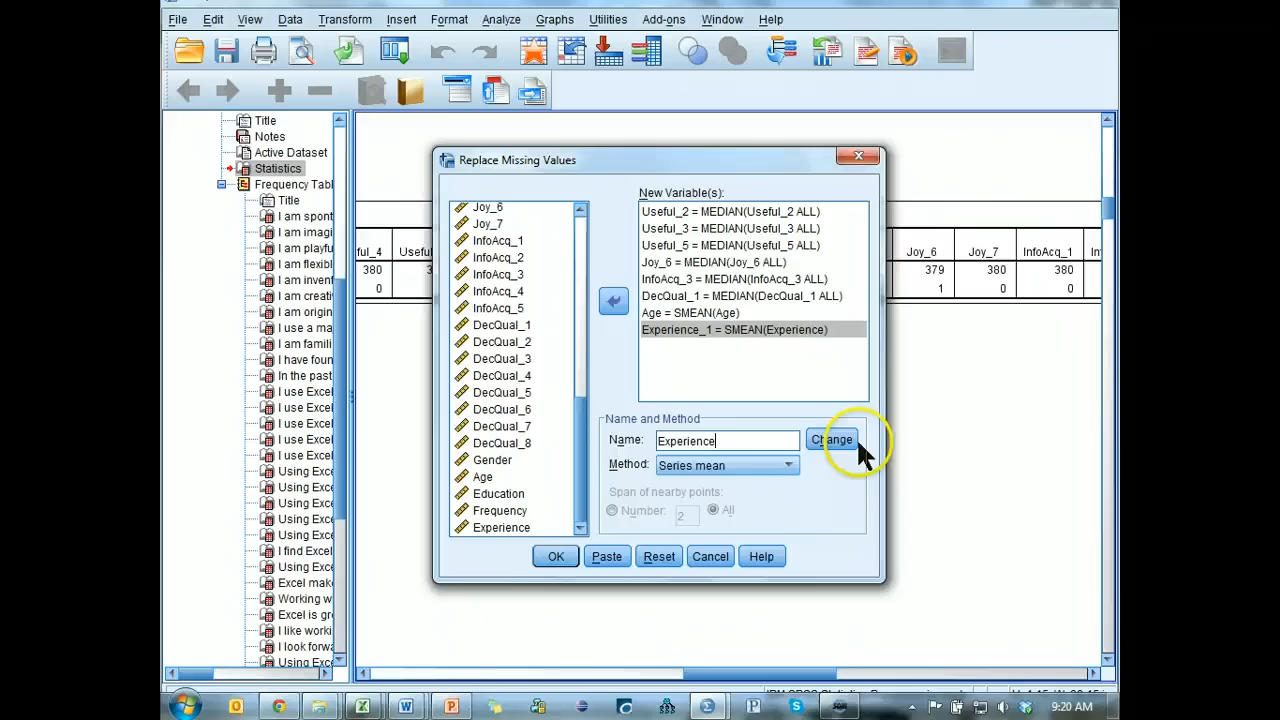 File Edit View Data Transform Insert Format Analyze Graphs Utilities Add-ons Window Help
Title
Notes
Active Dataset
Statistics
Frequency Tabl
Title
I am spont
I am imagi
I am playfu
I am flexibl
I am inven
I am creati
I am origin
I use a ma
I am famili
I have foun
In the past
I use Excel
I use Excel
I use Excel
I use Excel
I use Excel
Using Exce
Using Exce
Using Exce
Using Exce
Using Exce
I find Excel
Using Exce
Excel make
Working w
Excel is gre
I like worki
I look forwa
Using Exce
Replace Missing Values
Joy_6
Joy_7
InfoAcq_1
InfoAcq_2
InfoAcq_3
InfoAcq_4
InfoAcq_5
DecQual_1
DecQual_2
DecQual_3
DecQual_4
DecQual_5
DecQual_6
DecQual_7
DecQual_8
Gender
Age
Education
Frequency
Experience
New Variable(s):
Useful_2 = MEDIAN(Useful_2 ALL)
Useful_3 = MEDIAN(Useful_3 ALL)
Useful_5 = MEDIAN(Useful_5 ALL)
Joy_6 = MEDIAN(Joy_6 ALL)
InfoAcq_3 = MEDIAN(InfoAcq_3 ALL)
DecQual_1 = MEDIAN(DecQual_1 ALL)
Age = SMEAN(Age)
Experience_1 = SMEAN(Experience)
Name and Method
Name: Experience Change
Method: Series mean
Span of nearby points:
Number: 2 All
OK Paste Reset Cancel Help
ful_4 Usefu Joy_6 Joy_7 InfoAcq_1 In
380 3 379 380 380
0 1 0 0
9:20 AM